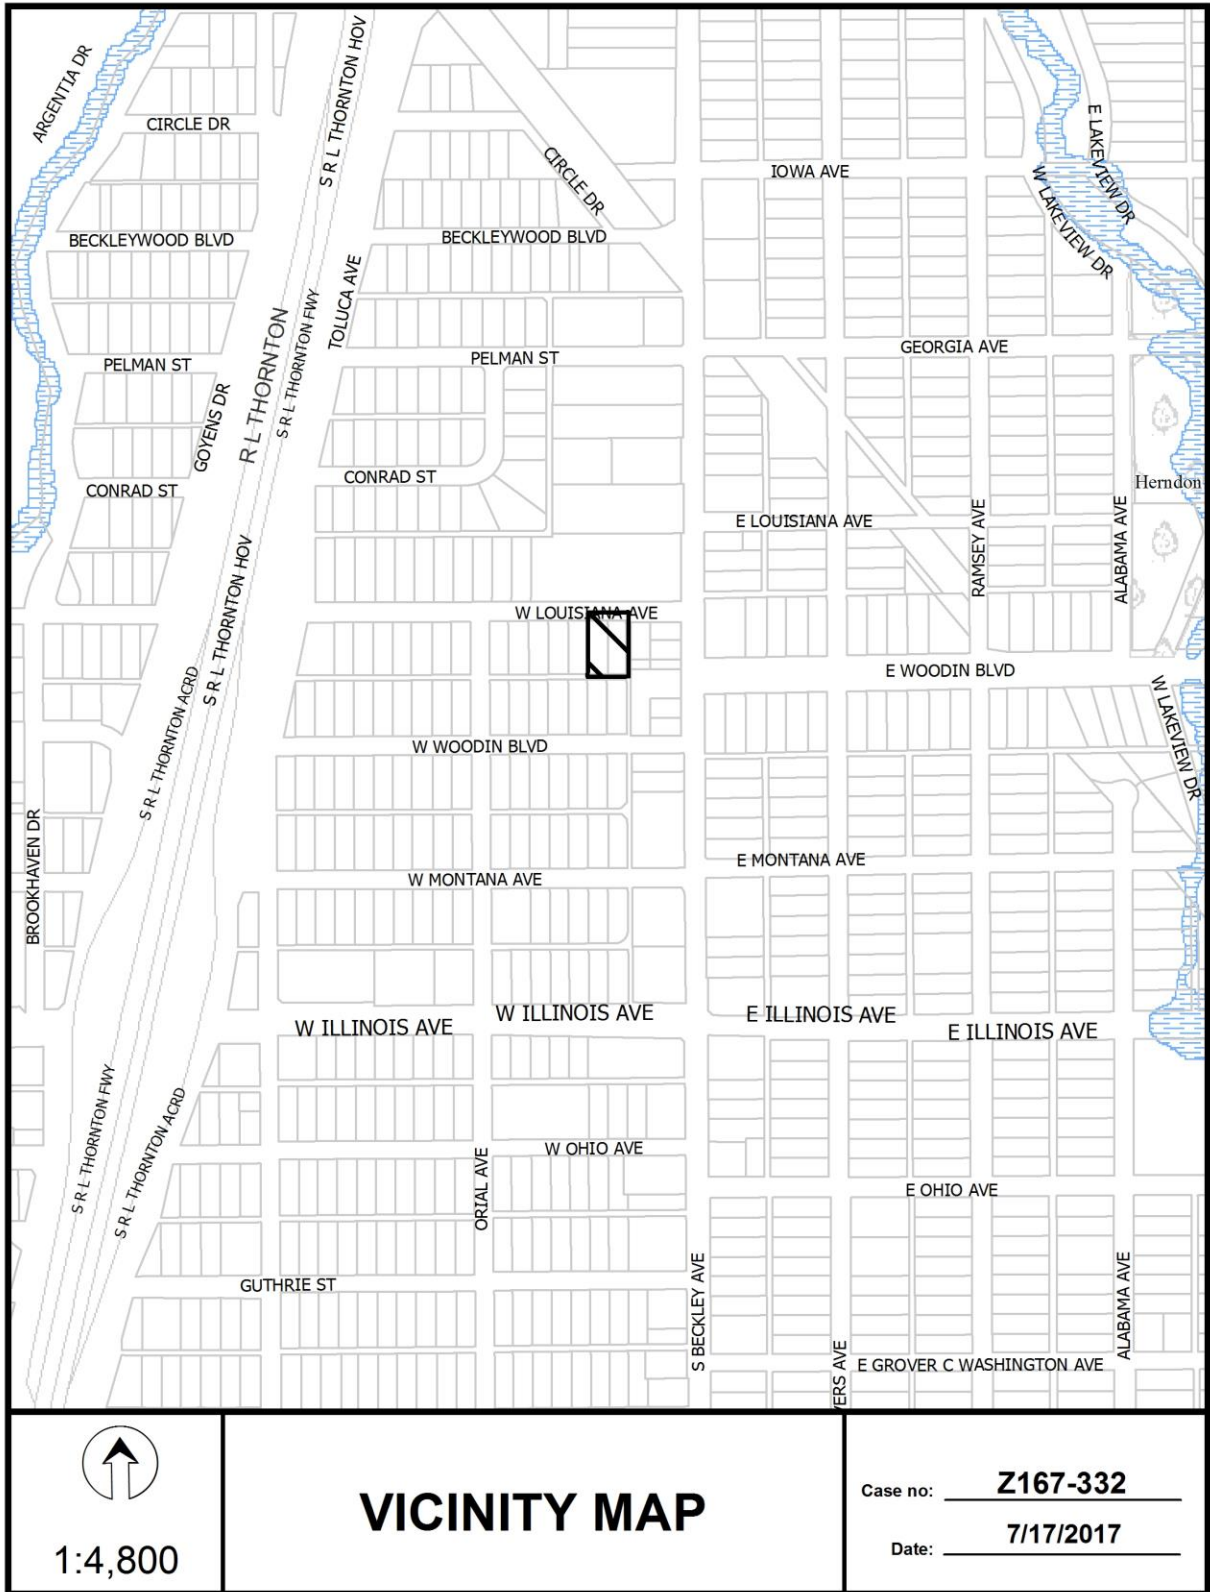 ARGENTIA DR
S R L THORNTON HOV
CIRCLE DR
CIRCLE DR
E LAKEVIEW DR
IOWA AVE
W LAKEVIEW DR
BECKLEYWOOD BLVD
BECKLEYWOOD BLVD
TOLUCA AVE
R L THORNTON
S R L THORNTON FWY
GEORGIA AVE
PELMAN ST
PELMAN ST
GOYENS DR
CONRAD ST
CONRAD ST
Herndon
E LOUISIANA AVE
RAMSEY AVE
ALABAMA AVE
S R L THORNTON HOV
W LOUISIANA AVE
E WOODIN BLVD
S R L THORNTON ACRD
W LAKEVIEW DR
W WOODIN BLVD
BROOKHAVEN DR
E MONTANA AVE
W MONTANA AVE
W ILLINOIS AVE
W ILLINOIS AVE
E ILLINOIS AVE
E ILLINOIS AVE
S R L THORNTON FWY
S R L THORNTON ACRD
W OHIO AVE
ORIAL AVE
E OHIO AVE
GUTHRIE ST
S BECKLEY AVE
ALABAMA AVE
VERS AVE
E GROVER C WASHINGTON AVE
1:4,800
VICINITY MAP
Case no: Z167-332
Date: 7/17/2017